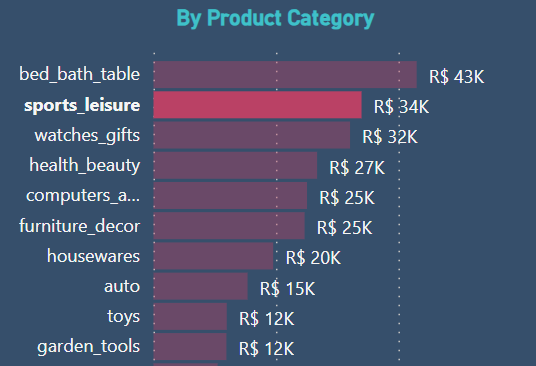 By Product Category
bed_bath_table R$ 43K
sports_leisure R$ 34K
watches_gifts R$ 32K
health_beauty R$ 27K
computers_a... R$ 25K
furniture_decor R$ 25K
housewares R$ 20K
auto R$ 15K
toys R$ 12K
garden_tools R$ 12K